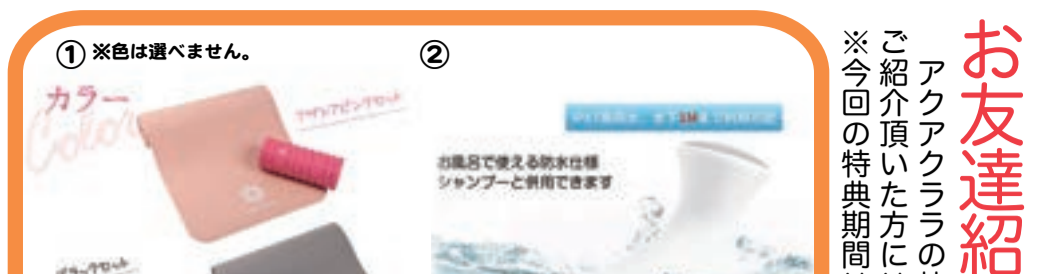 お友達紹
アクアクララの
ご紹介頂いた方には
※今回の特典期間は
① ※色は選べません。
カラー
Color
②
お風呂で使える防水仕様
シャンプーと併用できます